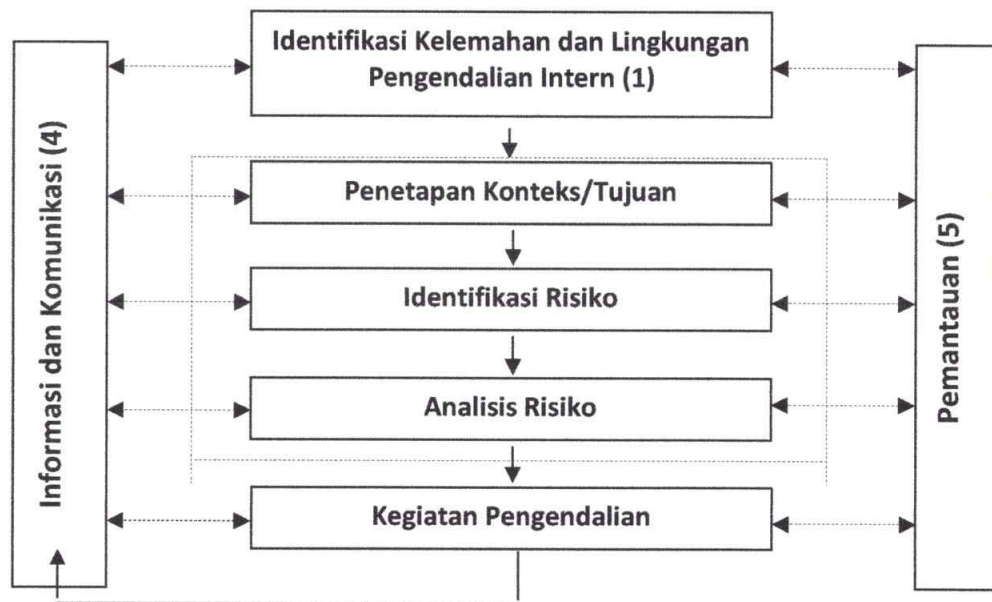 Identifikasi Kelemahan dan Lingkungan
Pengendalian Intern (1)
Informasi dan Komunikasi (4)
Penetapan Konteks/Tujuan
Identifikasi Risiko
Analisis Risiko
Kegiatan Pengendalian
Pemantauan (5)